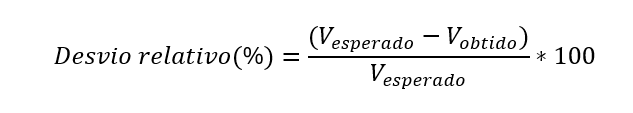 Desvio relativo(%) = (V_esperado − V_obtido) / V_esperado * 100